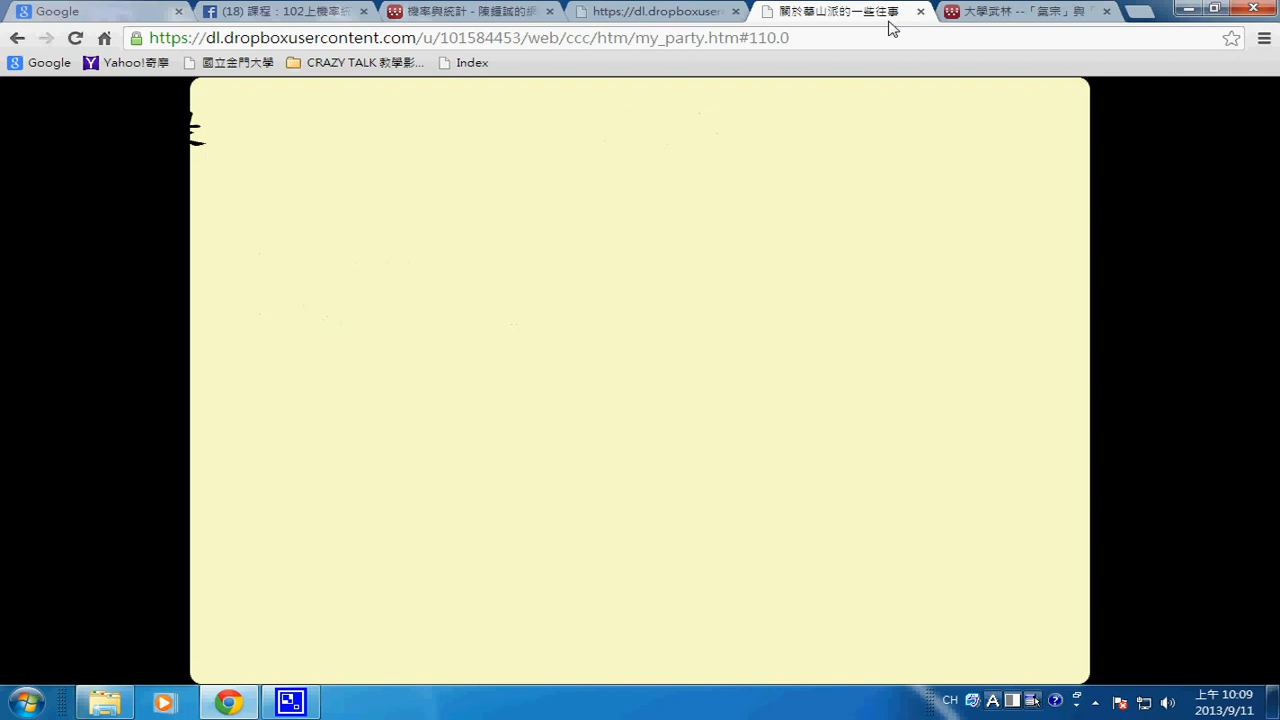 Google
(18) 課程：102上機率統
機率與統計 - 陳鍾誠的網
https://dl.dropboxuser
關於華山派的一些往事
大學武林 --「氣宗」與「
https://dl.dropboxusercontent.com/u/101584453/web/ccc/htm/my_party.htm#110.0
Google
Yahoo!奇摩
國立金門大學
CRAZY TALK 教學影...
Index
CH
上午 10:09
2013/9/11